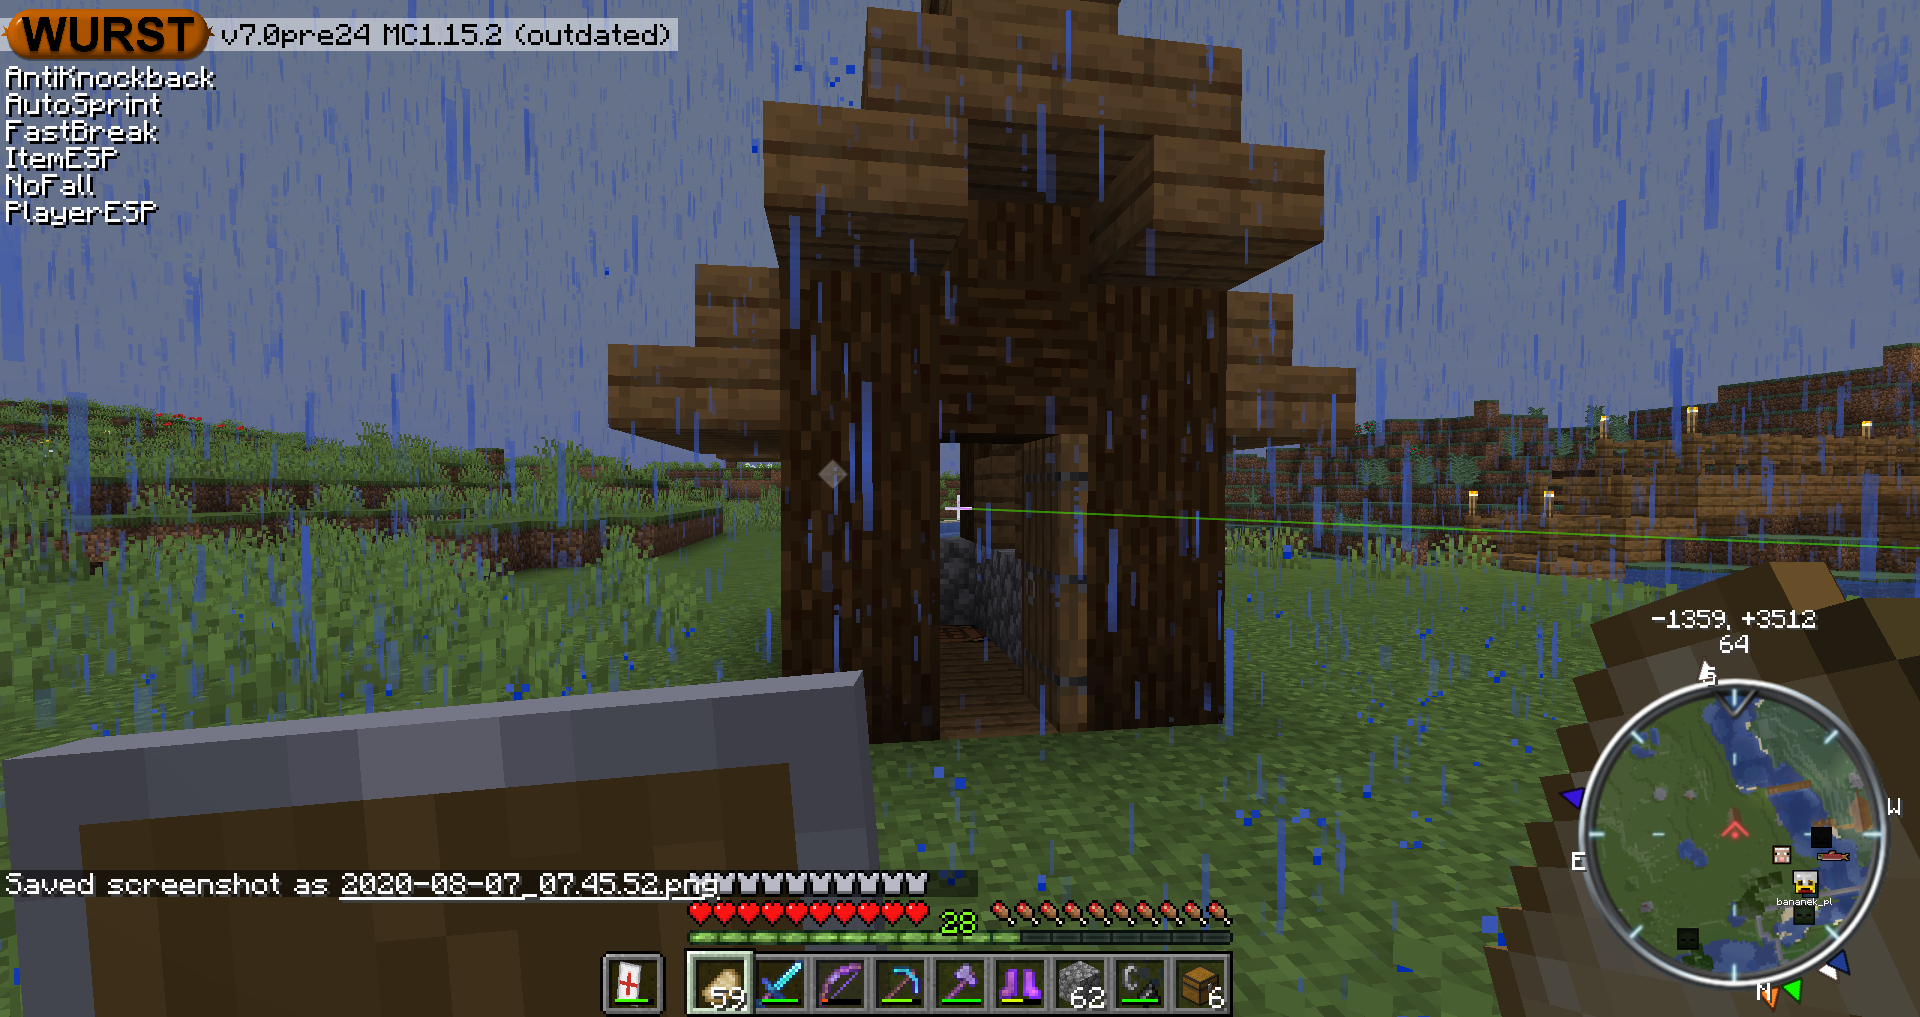 WURST v7.0pre24 MC1.15.2 (outdated)
AntiKnockback
AutoSprint
FastBreak
ItemESP
NoFall
PlayerESP
-1359, +3512
64
S
W
E
bananek_pl
N
Saved screenshot as 2020-08-07_07.45.52.png
28
59
62
6